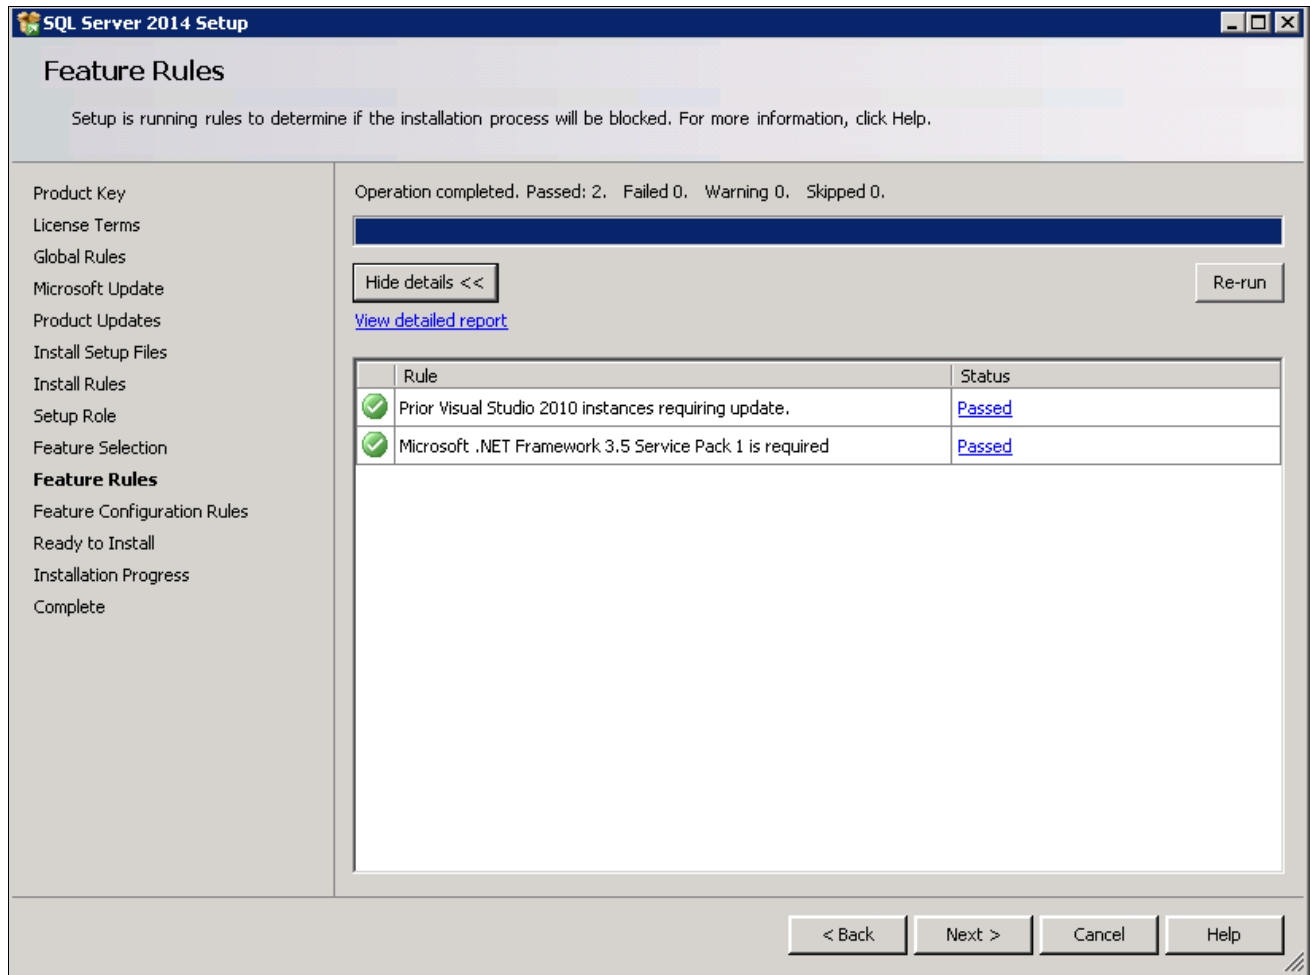 SQL Server 2014 Setup
Feature Rules
Setup is running rules to determine if the installation process will be blocked. For more information, click Help.
Product Key
License Terms
Global Rules
Microsoft Update
Product Updates
Install Setup Files
Install Rules
Setup Role
Feature Selection
Feature Rules
Feature Configuration Rules
Ready to Install
Installation Progress
Complete
Operation completed. Passed: 2. Failed 0. Warning 0. Skipped 0.
Hide details <<
Re-run
View detailed report
Rule Status
Prior Visual Studio 2010 instances requiring update. Passed
Microsoft .NET Framework 3.5 Service Pack 1 is required Passed
< Back Next > Cancel Help